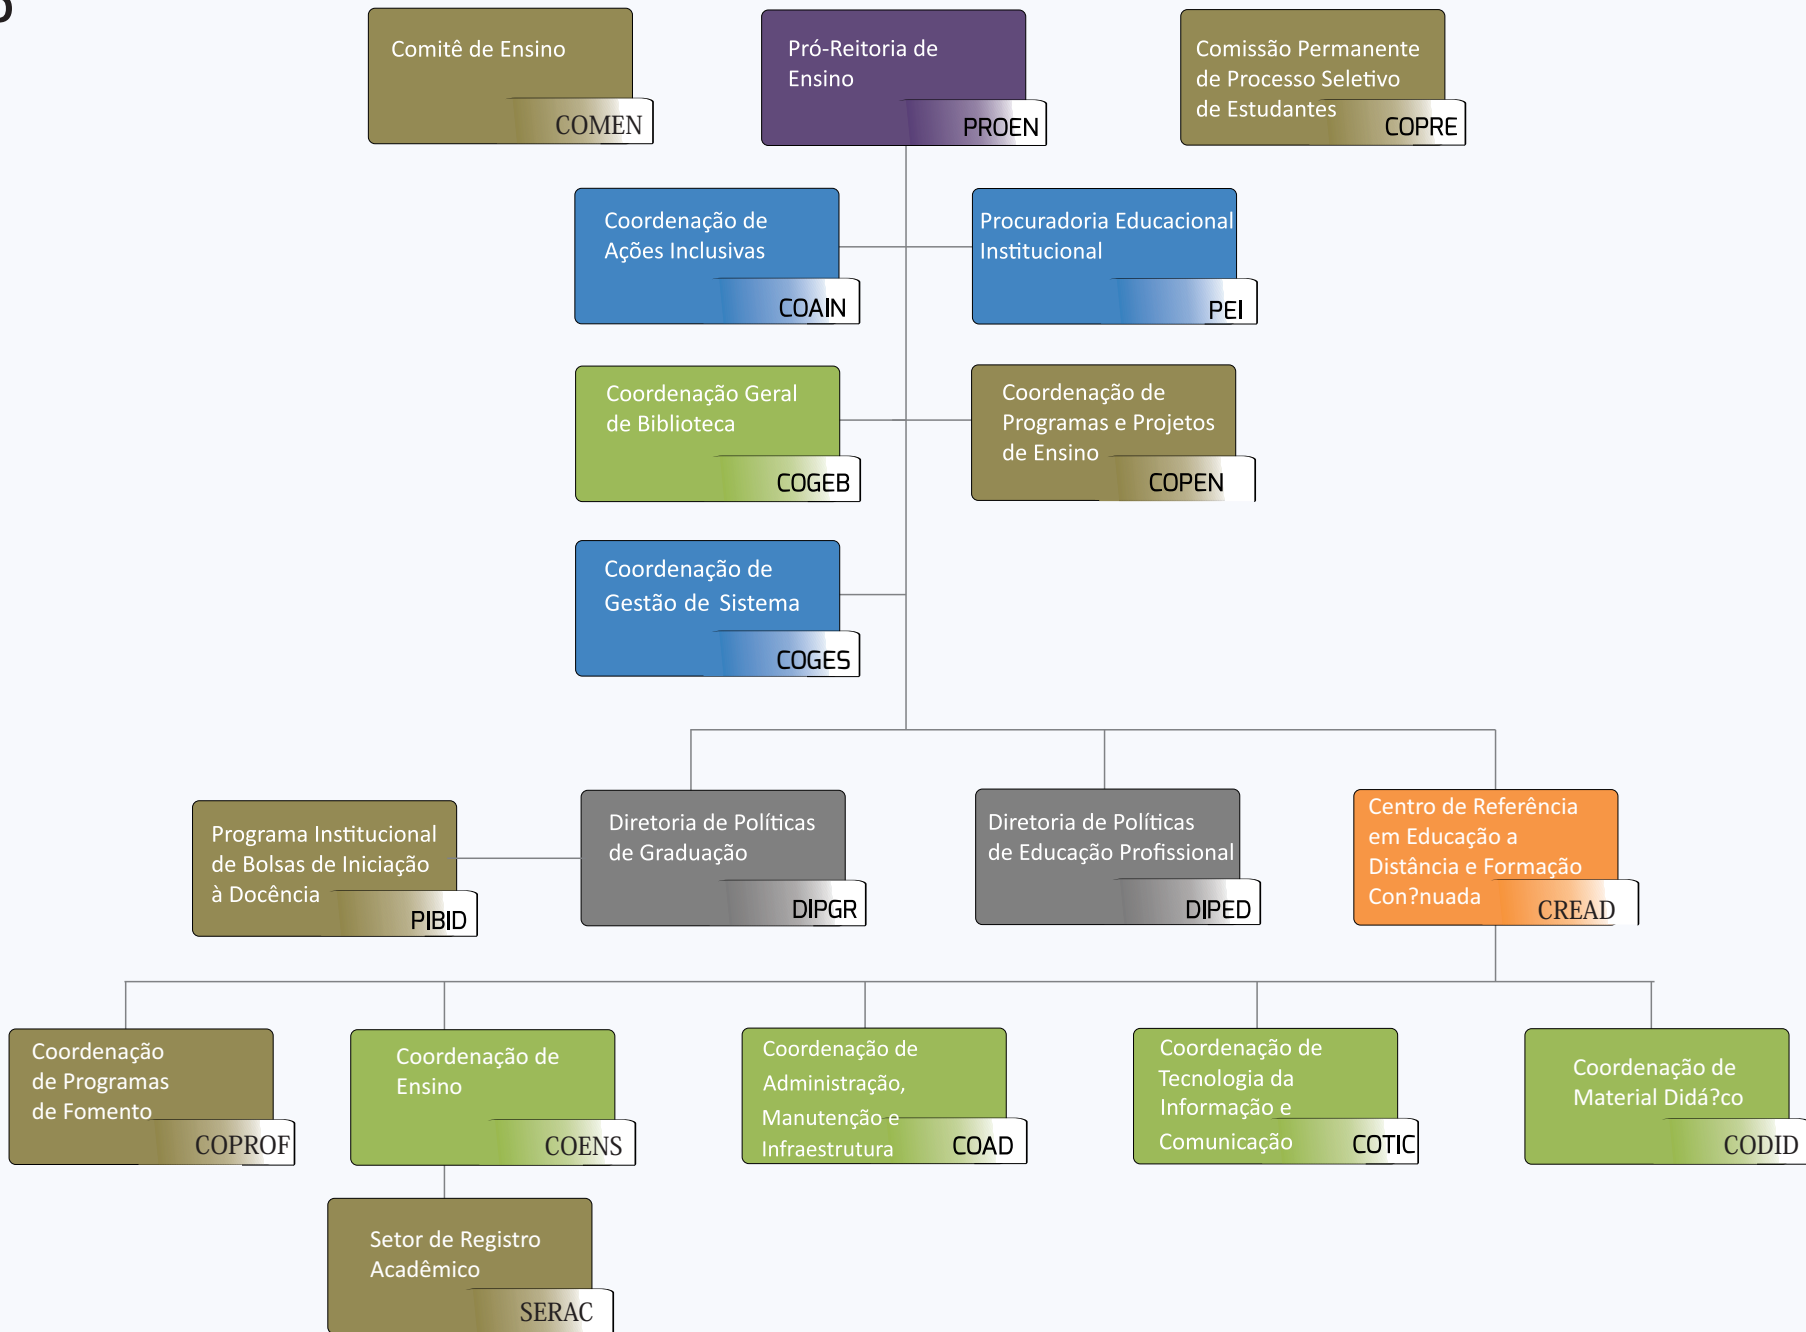 Comitê de Ensino
COMEN
Pró-Reitoria de
Ensino
PROEN
Comissão Permanente
de Processo Seletivo
de Estudantes
COPRE
Coordenação de
Ações Inclusivas
COAIN
Procuradoria Educacional
Institucional
PEI
Coordenação Geral
de Biblioteca
COGEB
Coordenação de
Programas e Projetos
de Ensino
COPEN
Coordenação de
Gestão de Sistema
COGES
Programa Institucional
de Bolsas de Iniciação
à Docência
PIBID
Diretoria de Políticas
de Graduação
DIPGR
Diretoria de Políticas
de Educação Profissional
DIPED
Centro de Referência
em Educação a
Distância e Formação
Con?nuada
CREAD
Coordenação
de Programas
de Fomento
COPROF
Coordenação de
Ensino
COENS
Coordenação de
Administração,
Manutenção e
Infraestrutura
COAD
Coordenação de
Tecnologia da
Informação e
Comunicação
COTIC
Coordenação de
Material Didá?co
CODID
Setor de Registro
Acadêmico
SERAC